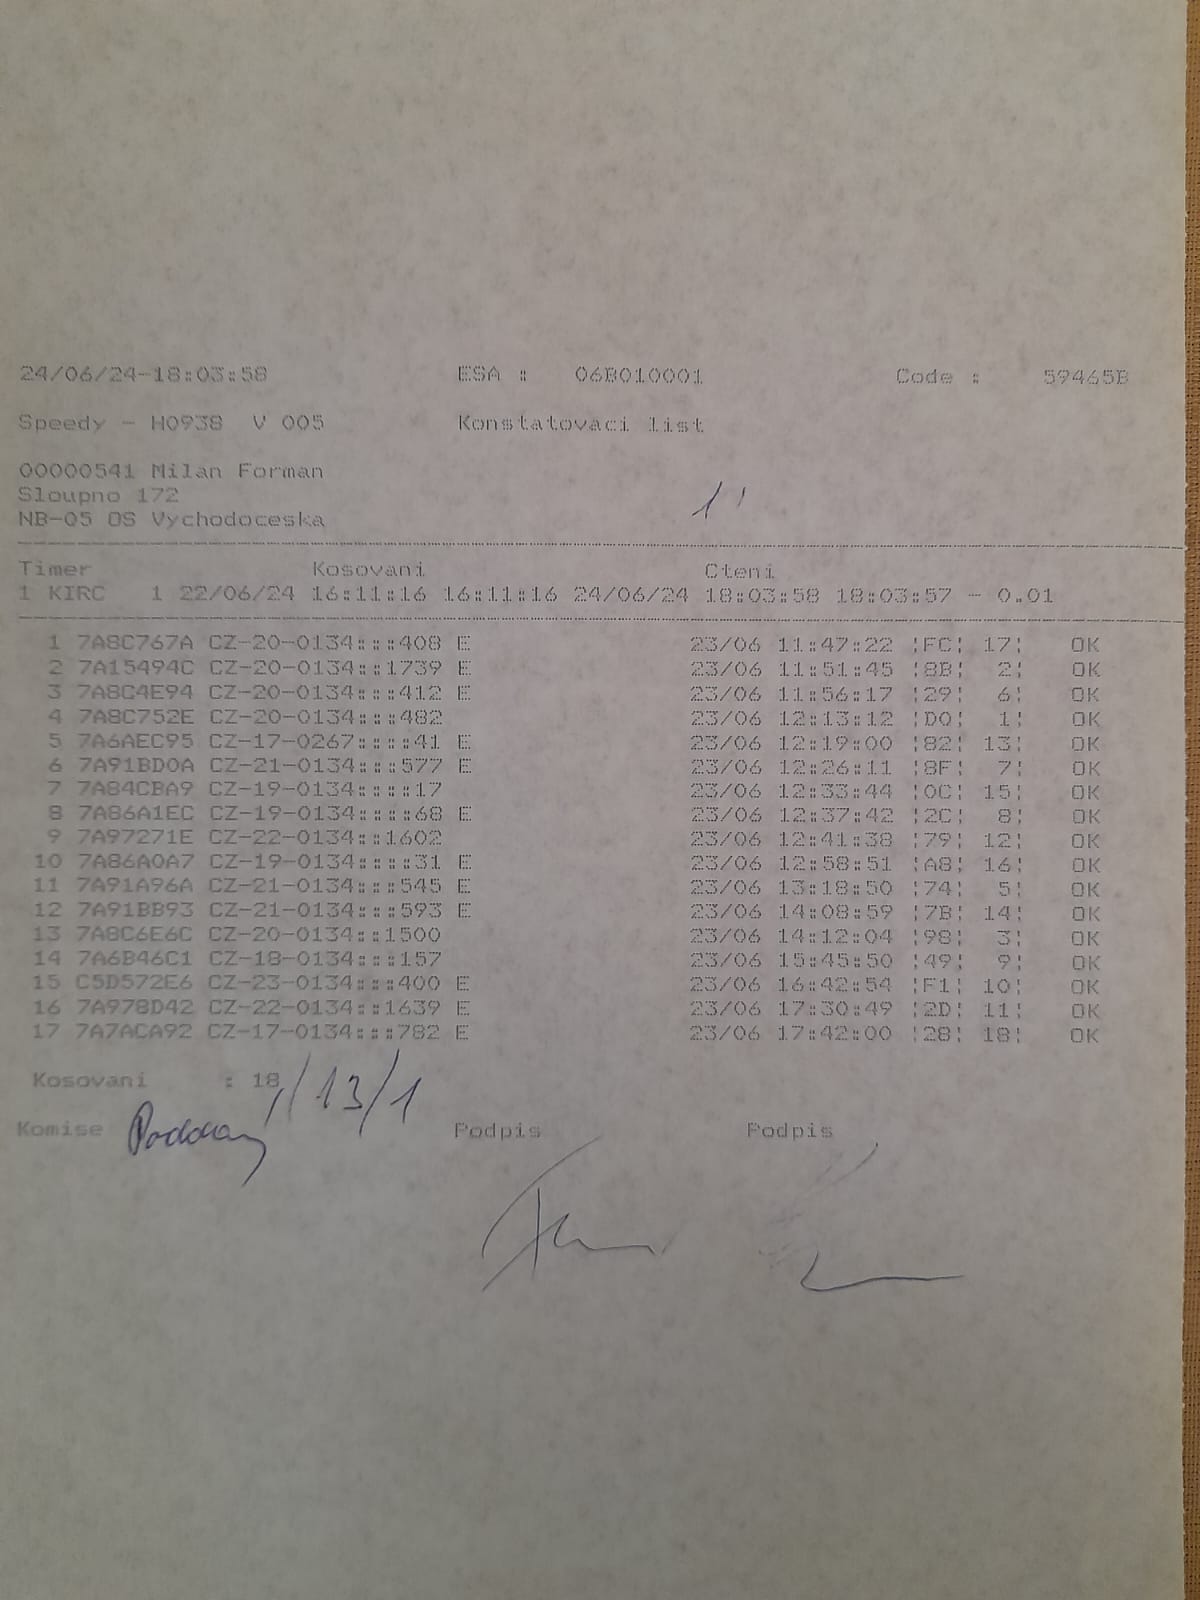 24/06/24-18:03:58 ESA : 06B010001 Code : 59465B
Speedy - H0938 V 005 Konstatovaci list
00000541 Milan Forman
Sloupno 172
NB-05 OS Vychodoceska
1'
Timer Kosovani Cteni
1 KIRC 1 22/06/24 16:11:16 16:11:16 24/06/24 18:03:58 18:03:57 - 0.01
1 7A8C767A CZ-20-0134:::408 E 23/06 11:47:22 ¦FC¦ 17¦ OK
2 7A15494C CZ-20-0134::1739 E 23/06 11:51:45 ¦8B¦ 2¦ OK
3 7A8C4E94 CZ-20-0134:::412 E 23/06 11:56:17 ¦29¦ 6¦ OK
4 7A8C752E CZ-20-0134:::482 23/06 12:13:12 ¦D0¦ 1¦ OK
5 7A6AEC95 CZ-17-0267::::41 E 23/06 12:19:00 ¦82¦ 13¦ OK
6 7A91BD0A CZ-21-0134:::577 E 23/06 12:26:11 ¦8F¦ 7¦ OK
7 7A84CBA9 CZ-19-0134::::17 23/06 12:33:44 ¦0C¦ 15¦ OK
8 7A86A1EC CZ-19-0134::::68 E 23/06 12:37:42 ¦2C¦ 8¦ OK
9 7A97271E CZ-22-0134::1602 23/06 12:41:38 ¦79¦ 12¦ OK
10 7A86A0A7 CZ-19-0134::::31 E 23/06 12:58:51 ¦A8¦ 16¦ OK
11 7A91A96A CZ-21-0134:::545 E 23/06 13:18:50 ¦74¦ 5¦ OK
12 7A91BB93 CZ-21-0134:::593 E 23/06 14:08:59 ¦7B¦ 14¦ OK
13 7A8C6E6C CZ-20-0134::1500 23/06 14:12:04 ¦98¦ 3¦ OK
14 7A6B46C1 CZ-18-0134:::157 23/06 15:45:50 ¦49¦ 9¦ OK
15 C5D572E6 CZ-23-0134:::400 E 23/06 16:42:54 ¦F1¦ 10¦ OK
16 7A978D42 CZ-22-0134::1639 E 23/06 17:30:49 ¦2D¦ 11¦ OK
17 7A7ACA92 CZ-17-0134:::782 E 23/06 17:42:00 ¦28¦ 18¦ OK
Kosovani : 18 /13/1
Komise Podpis Podpis